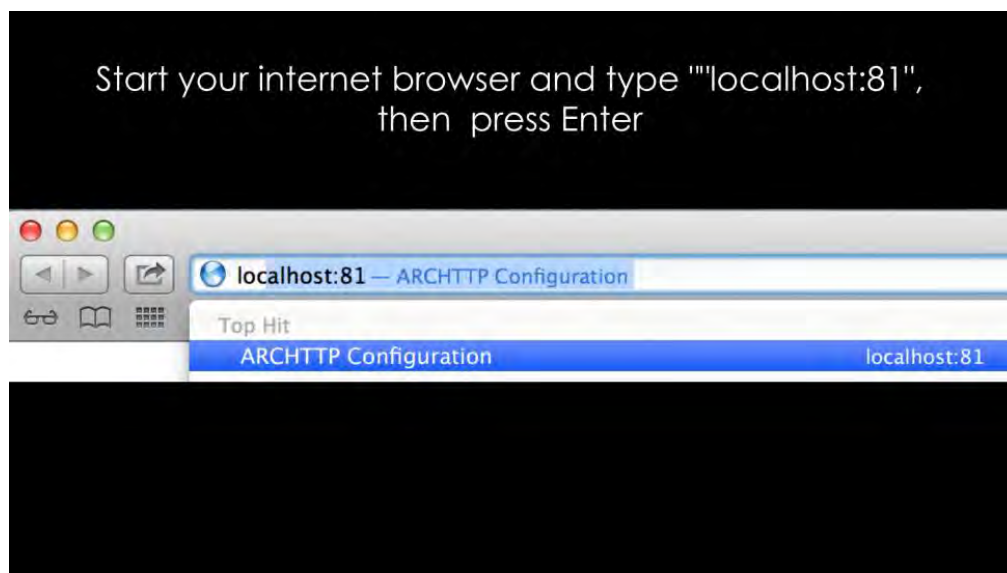 Start your internet browser and type ""localhost:81",
then  press Enter
localhost:81 — ARCHTTP Configuration
Top Hit
ARCHTTP Configuration localhost:81